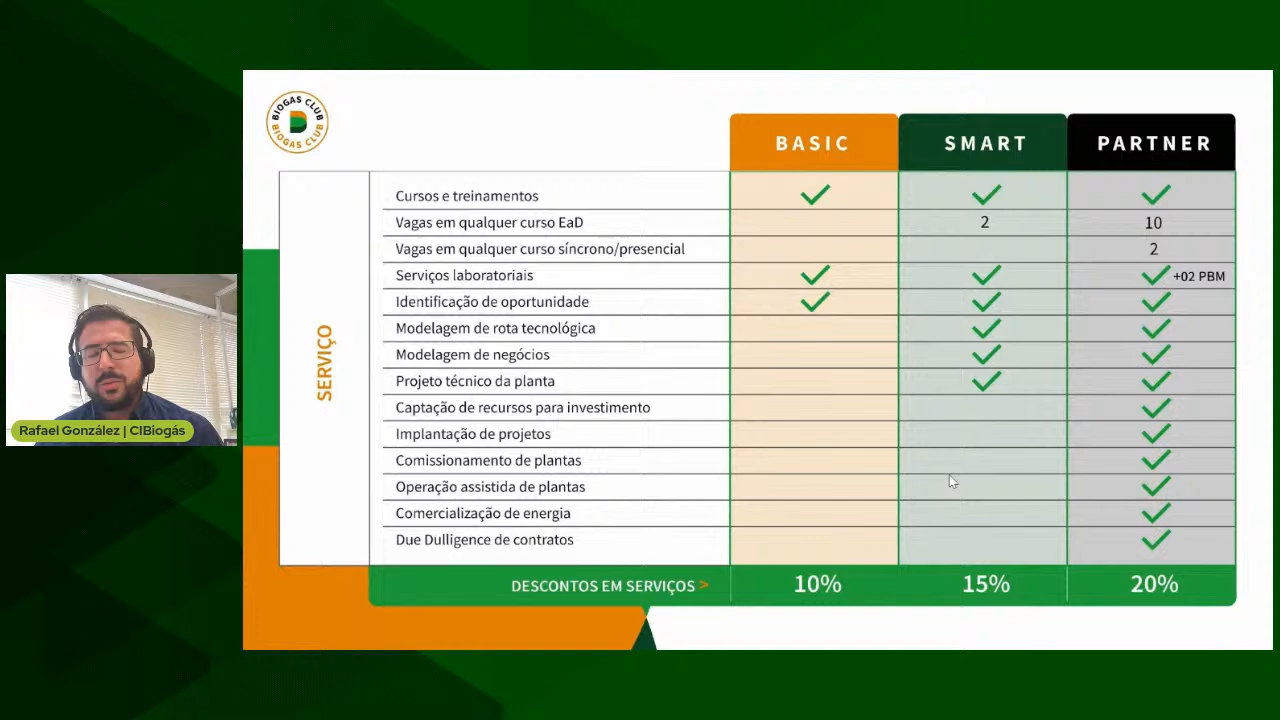 BIOGAS CLUB
BIOGAS CLUB
BASIC SMART PARTNER
SERVIÇO
Cursos e treinamentos
Vagas em qualquer curso EaD 2 10
Vagas em qualquer curso síncrono/presencial 2
Serviços laboratoriais +02 PBM
Identificação de oportunidade
Modelagem de rota tecnológica
Modelagem de negócios
Projeto técnico da planta
Captação de recursos para investimento
Implantação de projetos
Comissionamento de plantas
Operação assistida de plantas
Comercialização de energia
Due Dulligence de contratos
DESCONTOS EM SERVIÇOS > 10% 15% 20%
Rafael González | CIBiogás